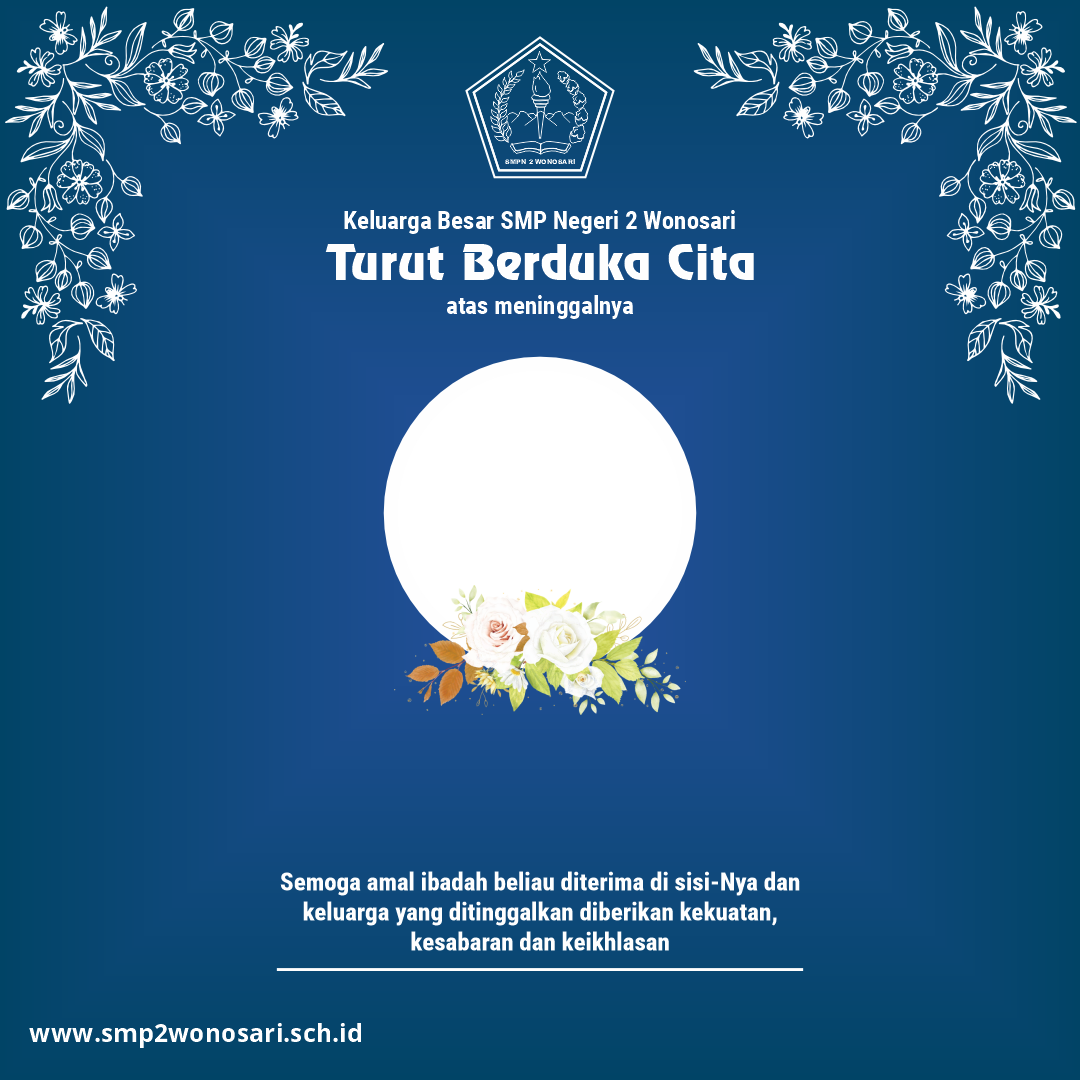 SMPN 2 WONOSARI
Keluarga Besar SMP Negeri 2 Wonosari
Turut Berduka Cita
atas meninggalnya
Semoga amal ibadah beliau diterima di sisi-Nya dan
keluarga yang ditinggalkan diberikan kekuatan,
kesabaran dan keikhlasan
www.smp2wonosari.sch.id